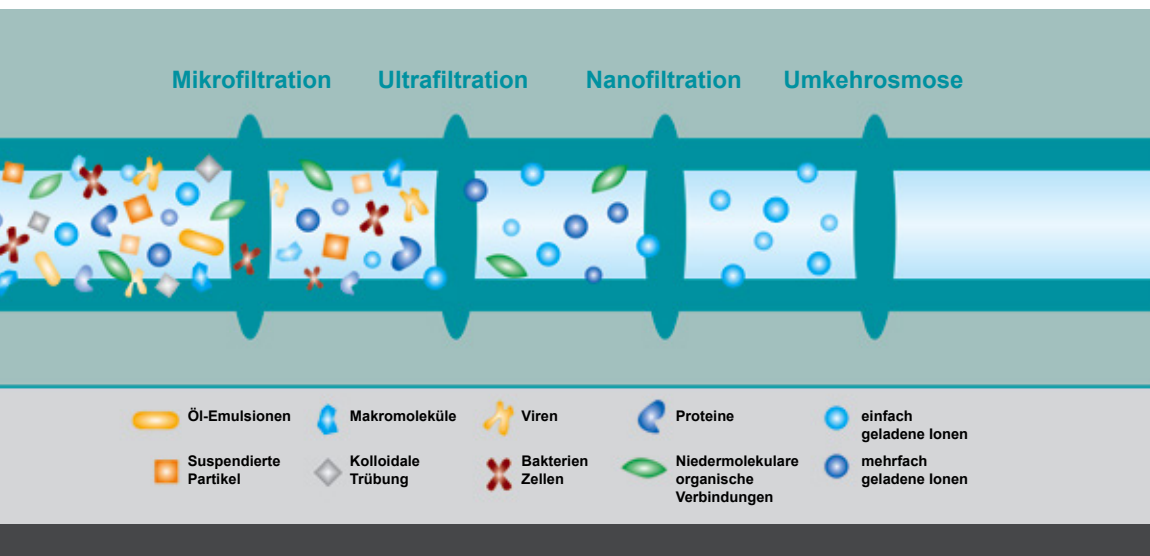 Mikrofiltration
Ultrafiltration
Nanofiltration
Umkehrosmose
Öl-Emulsionen
Makromoleküle
Viren
Proteine
einfach
geladene Ionen
Suspendierte
Partikel
Kolloidale
Trübung
Bakterien
Zellen
Niedermolekulare
organische
Verbindungen
mehrfach
geladene Ionen